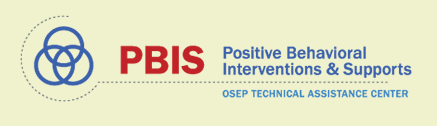 PBIS
Positive Behavioral
Interventions & Supports
OSEP TECHNICAL ASSISTANCE CENTER